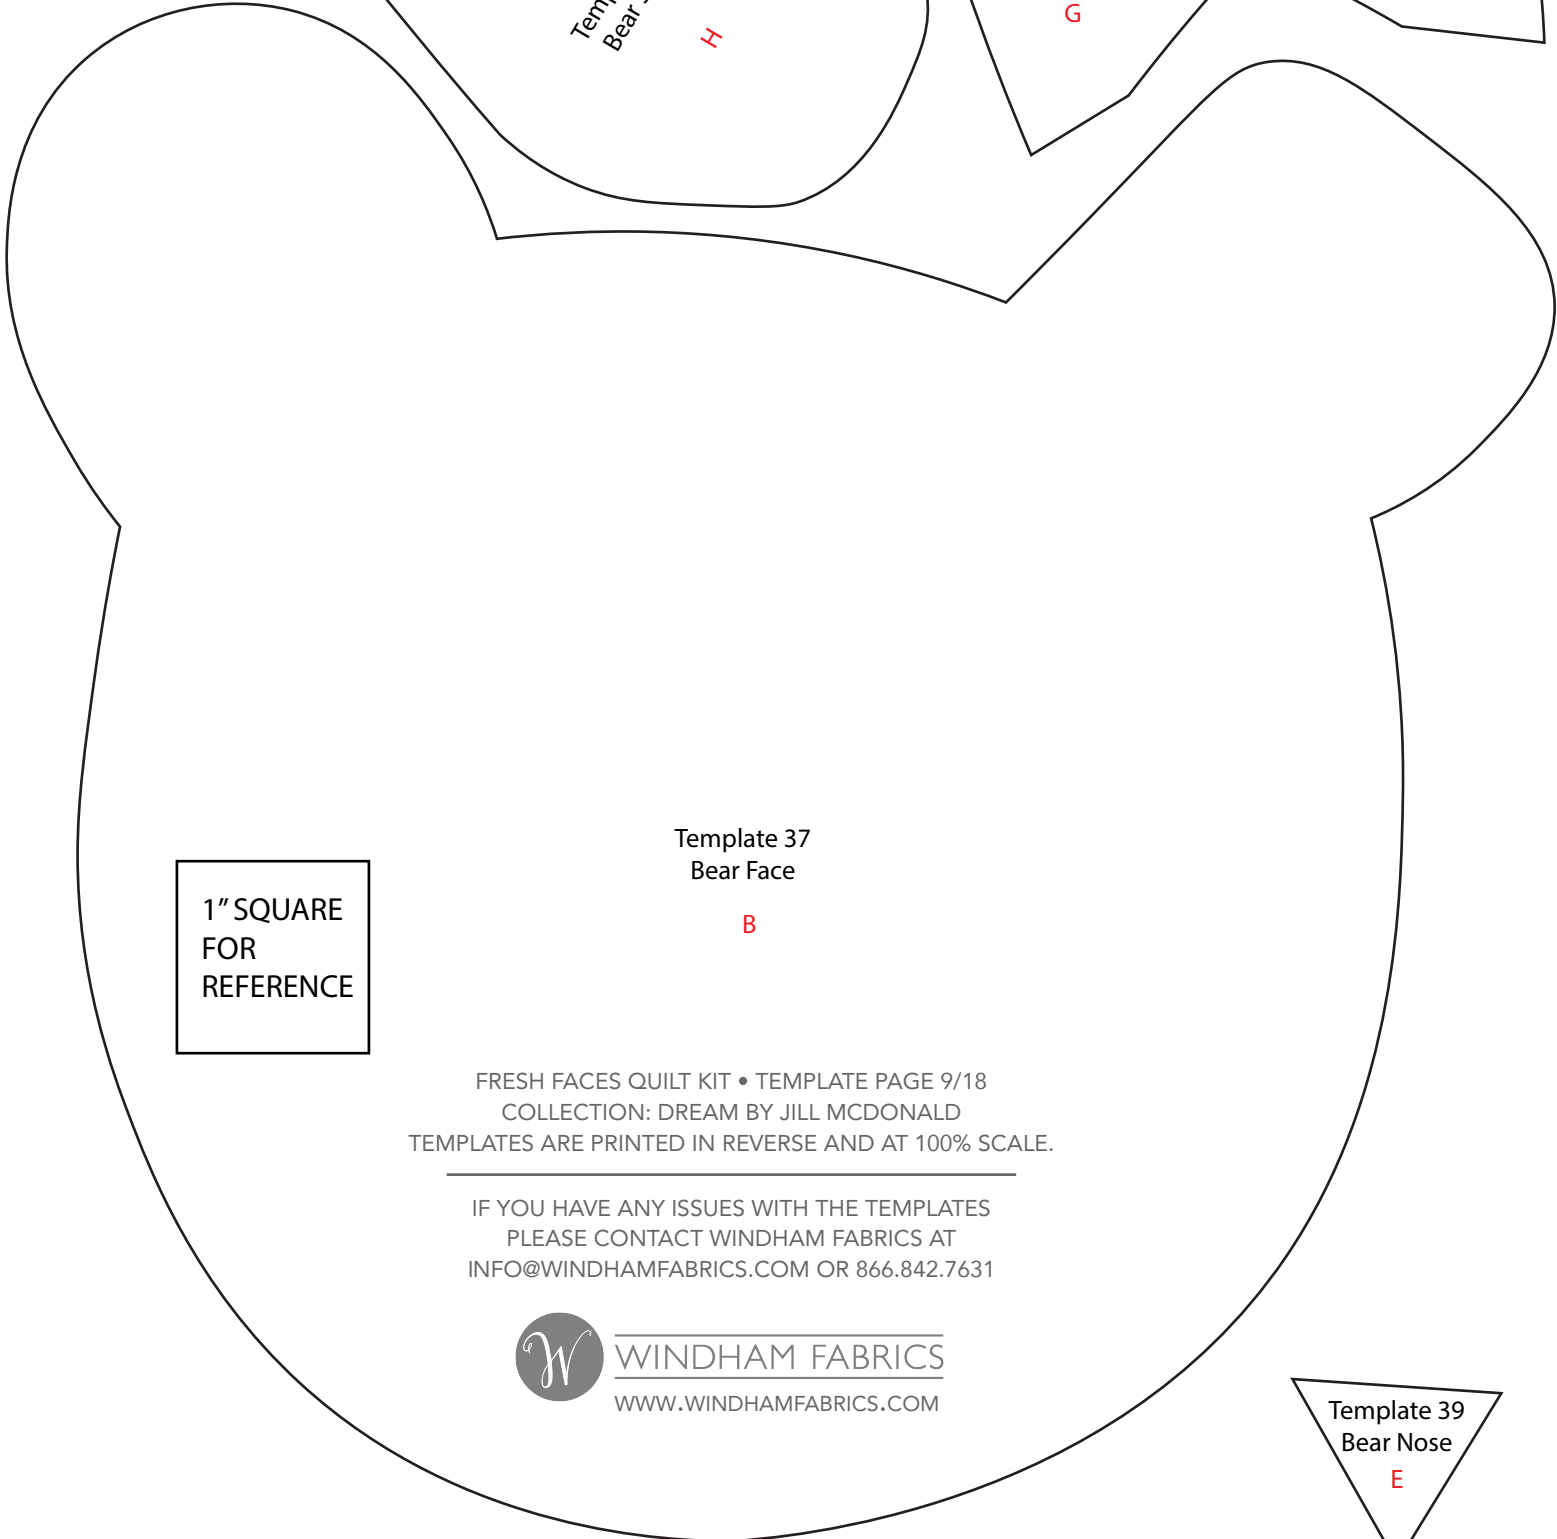 Bear
H
G
Template 37
Bear Face
B
1" SQUARE
FOR
REFERENCE
FRESH FACES QUILT KIT • TEMPLATE PAGE 9/18
COLLECTION: DREAM BY JILL MCDONALD
TEMPLATES ARE PRINTED IN REVERSE AND AT 100% SCALE.
IF YOU HAVE ANY ISSUES WITH THE TEMPLATES
PLEASE CONTACT WINDHAM FABRICS AT
INFO@WINDHAMFABRICS.COM OR 866.842.7631
W WINDHAM FABRICS
WWW.WINDHAMFABRICS.COM
Template 39
Bear Nose
E